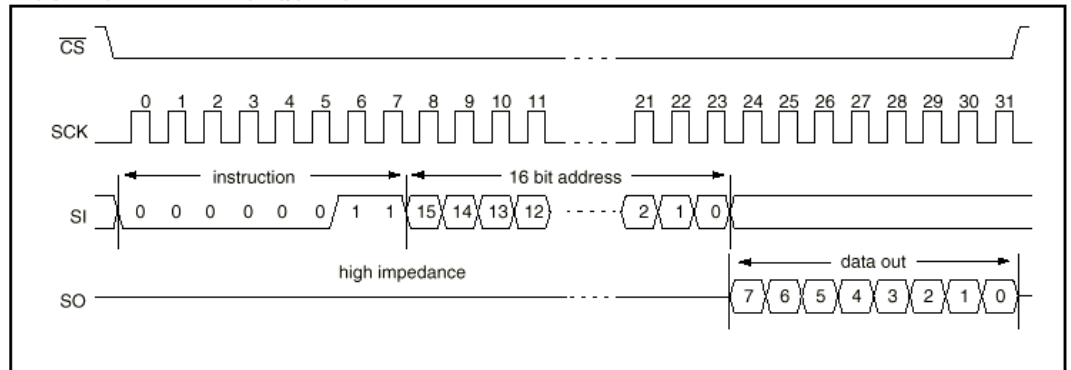 CS
0 1 2 3 4 5 6 7 8 9 10 11 21 22 23 24 25 26 27 28 29 30 31
SCK
instruction 16 bit address
SI 0 0 0 0 0 0 1 1 15 14 13 12 2 1 0
data out
high impedance
SO 7 6 5 4 3 2 1 0